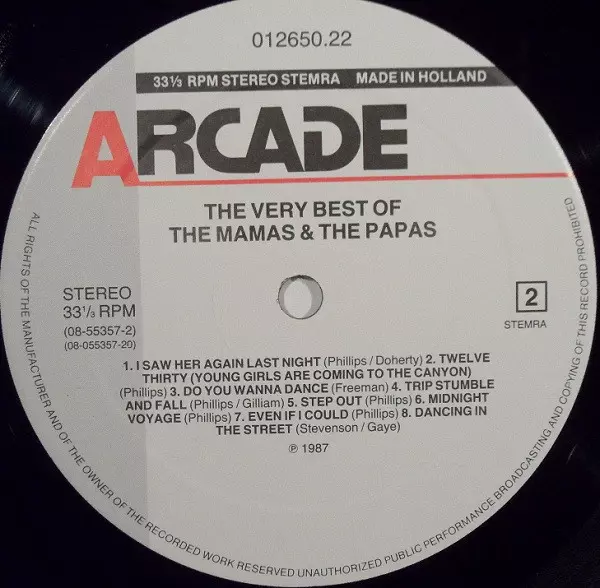 012650.22
33⅓ RPM STEREO STEMRA MADE IN HOLLAND
ARCADE
THE VERY BEST OF
THE MAMAS & THE PAPAS
STEREO
33⅓ RPM
(08-55357-2)
(08-055357-20)
2
STEMRA
1. I SAW HER AGAIN LAST NIGHT (Phillips / Doherty) 2. TWELVE
THIRTY (YOUNG GIRLS ARE COMING TO THE CANYON)
(Phillips) 3. DO YOU WANNA DANCE (Freeman) 4. TRIP STUMBLE
AND FALL (Phillips / Gilliam) 5. STEP OUT (Phillips) 6. MIDNIGHT
VOYAGE (Phillips) 7. EVEN IF I COULD (Phillips) 8. DANCING IN
THE STREET (Stevenson / Gaye)
℗ 1987
ALL RIGHTS OF THE MANUFACTURER AND OF THE OWNER OF THE RECORDED WORK RESERVED UNAUTHORIZED PUBLIC PERFORMANCE BROADCASTING AND COPYING OF THIS RECORD PROHIBITED